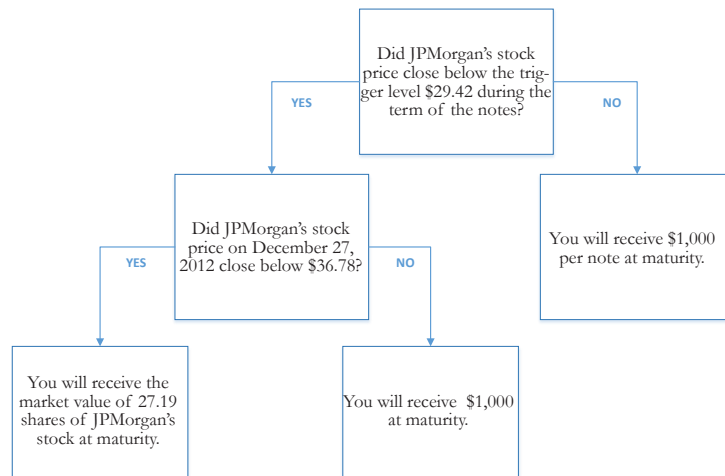 Did JPMorgan's stock
price close below the trig-
ger level $29.42 during the
term of the notes?
YES
NO
Did JPMorgan's stock
price on December 27,
2012 close below $36.78?
You will receive $1,000
per note at maturity.
YES
NO
You will receive the
market value of 27.19
shares of JPMorgan's
stock at maturity.
You will receive $1,000
at maturity.